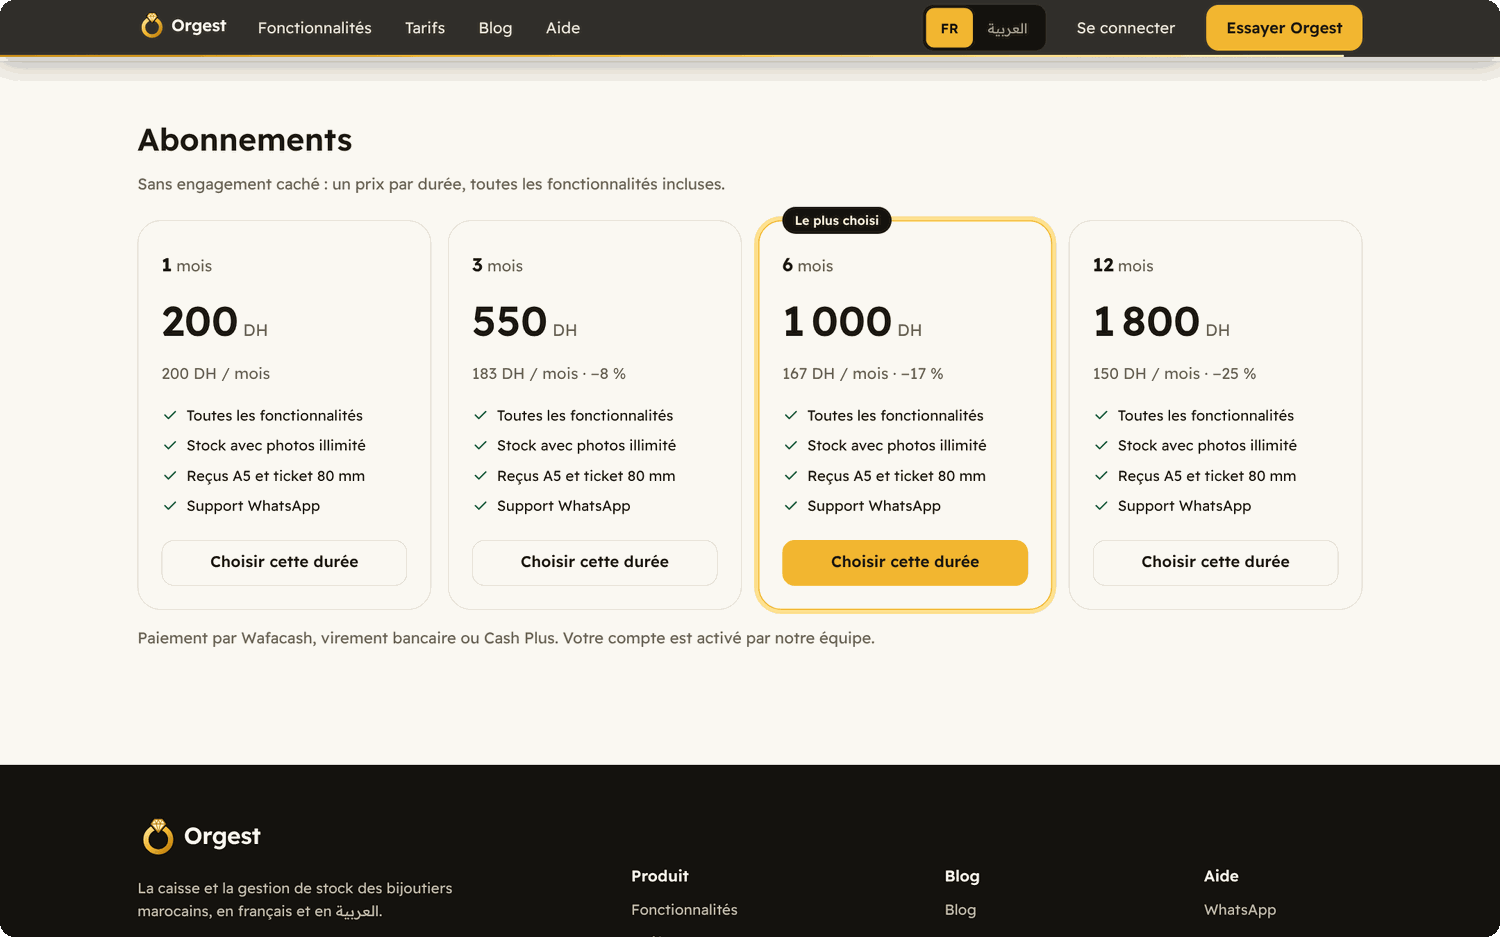 Orgest
Fonctionnalités
Tarifs
Blog
Aide
FR
العربية
Se connecter
Essayer Orgest
Abonnements
Sans engagement caché : un prix par durée, toutes les fonctionnalités incluses.
1 mois
200 DH
200 DH / mois
Toutes les fonctionnalités
Stock avec photos illimité
Reçus A5 et ticket 80 mm
Support WhatsApp
Choisir cette durée
3 mois
550 DH
183 DH / mois · −8 %
Toutes les fonctionnalités
Stock avec photos illimité
Reçus A5 et ticket 80 mm
Support WhatsApp
Choisir cette durée
Le plus choisi
6 mois
1 000 DH
167 DH / mois · −17 %
Toutes les fonctionnalités
Stock avec photos illimité
Reçus A5 et ticket 80 mm
Support WhatsApp
Choisir cette durée
12 mois
1 800 DH
150 DH / mois · −25 %
Toutes les fonctionnalités
Stock avec photos illimité
Reçus A5 et ticket 80 mm
Support WhatsApp
Choisir cette durée
Paiement par Wafacash, virement bancaire ou Cash Plus. Votre compte est activé par notre équipe.
Orgest
La caisse et la gestion de stock des bijoutiers
marocains, en français et en العربية.
Produit
Fonctionnalités
Blog
Blog
Aide
WhatsApp